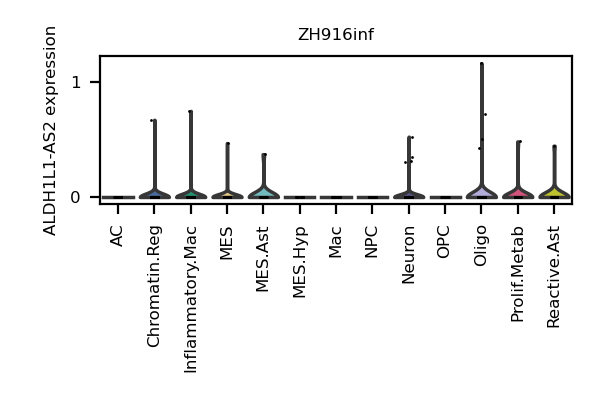 ZH916inf
ALDH1L1-AS2 expression
1
0
AC
Chromatin.Reg
Inflammatory.Mac
MES
MES.Ast
MES.Hyp
Mac
NPC
Neuron
OPC
Oligo
Prolif.Metab
Reactive.Ast